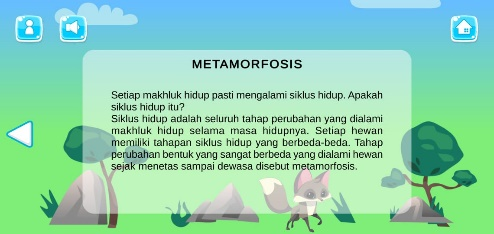 METAMORFOSIS
Setiap makhluk hidup pasti mengalami siklus hidup. Apakah
siklus hidup itu?
Siklus hidup adalah seluruh tahap perubahan yang dialami
makhluk hidup selama masa hidupnya. Setiap hewan
memiliki tahapan siklus hidup yang berbeda-beda. Tahap
perubahan bentuk yang sangat berbeda yang dialami hewan
sejak menetas sampai dewasa disebut metamorfosis.